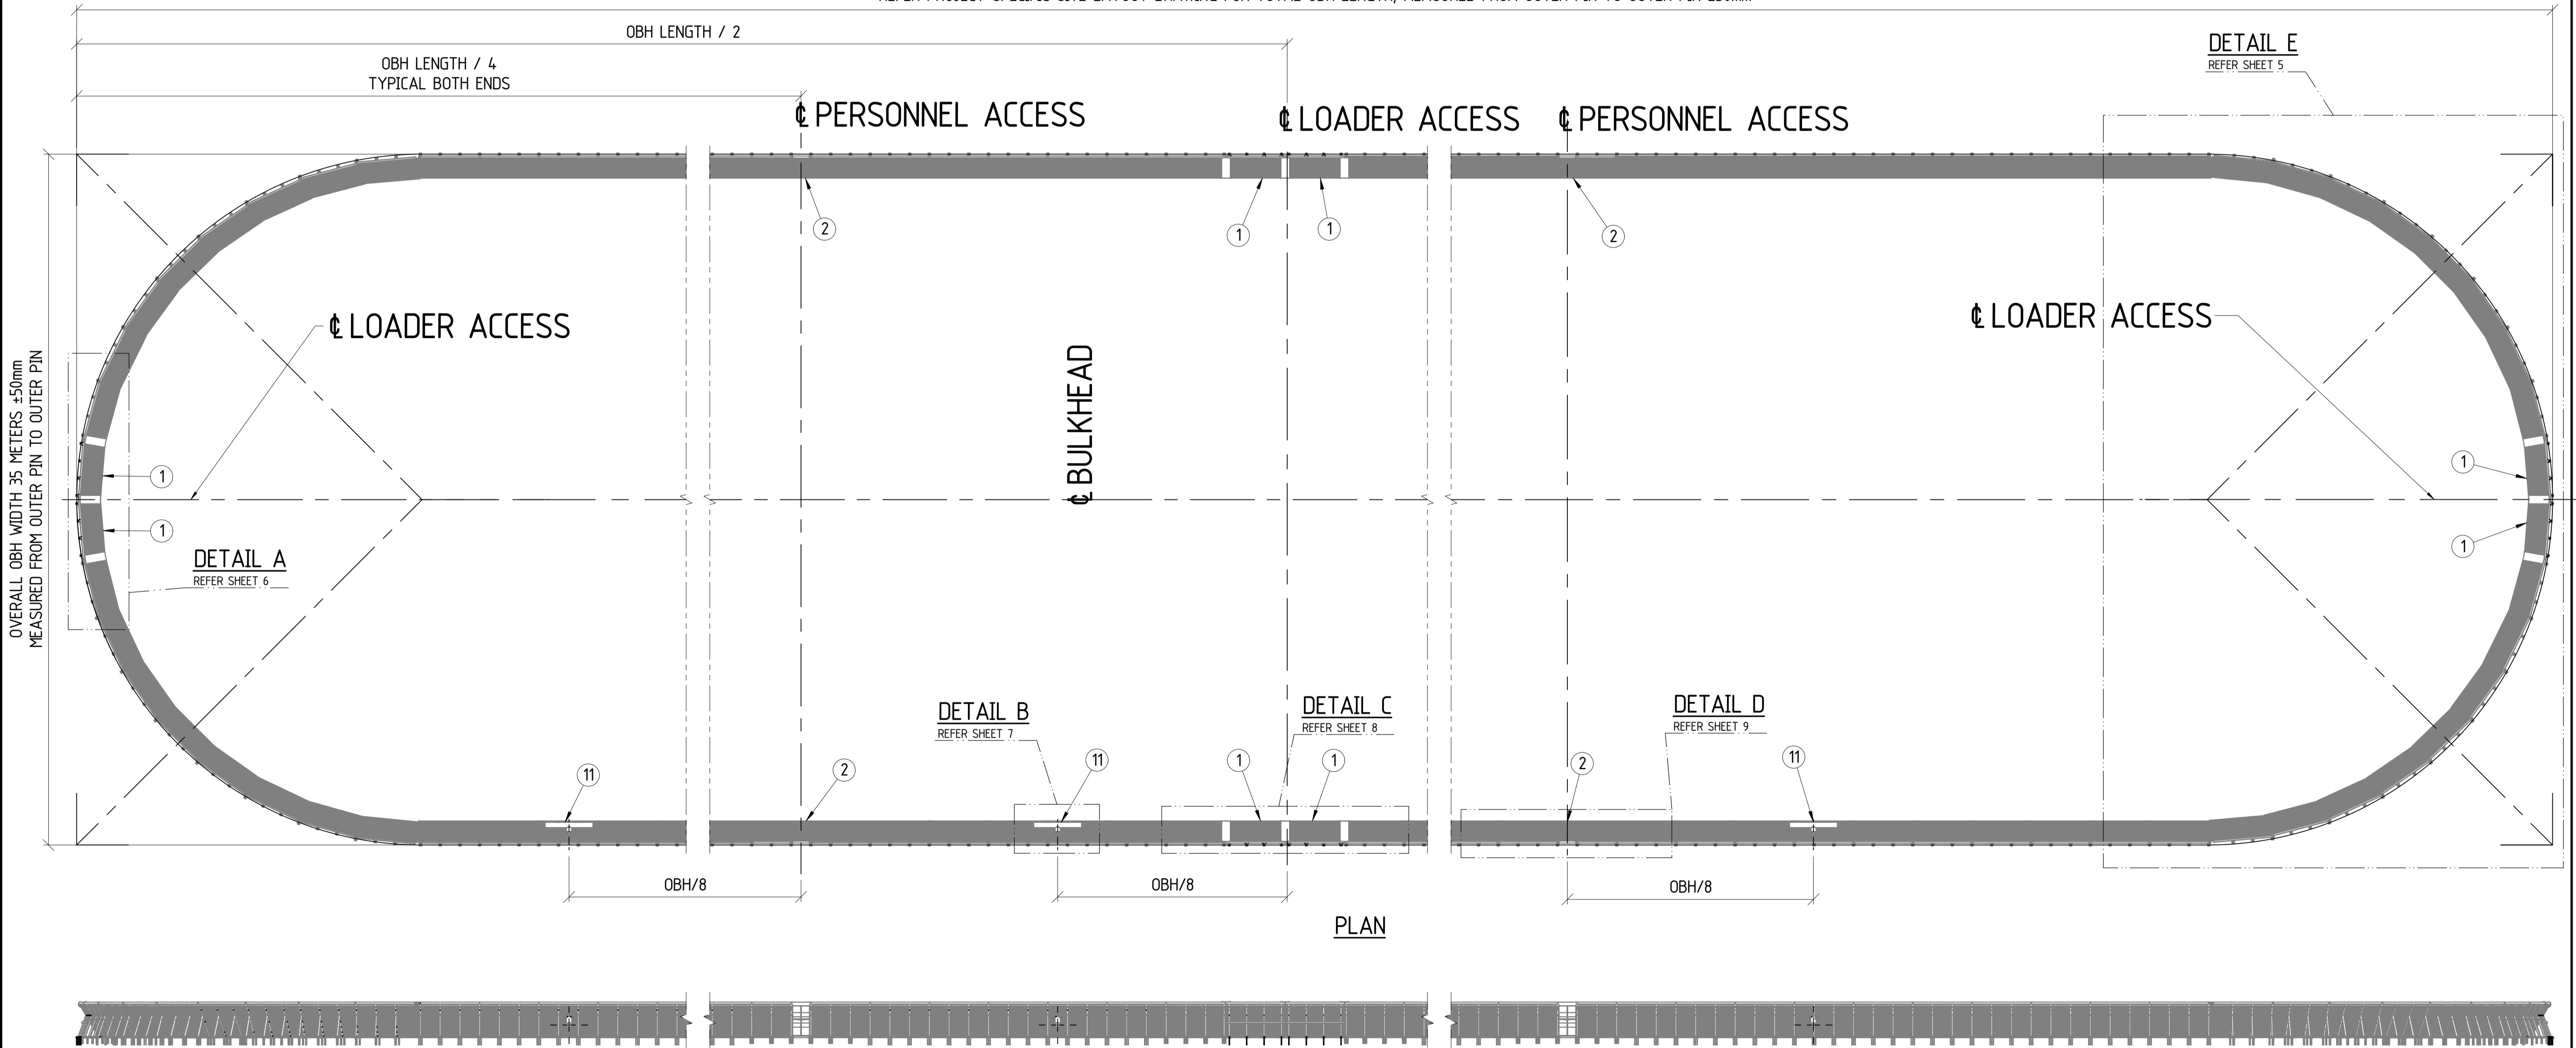 OBH LENGTH / 2
OBH LENGTH / 4
TYPICAL BOTH ENDS
DETAIL E
REFER SHEET 5
℄ PERSONNEL ACCESS
℄ LOADER ACCESS
℄ PERSONNEL ACCESS
2
1
1
2
℄ LOADER ACCESS
℄ LOADER ACCESS
OVERALL OBH WIDTH 35 METERS ±50mm
MEASURED FROM OUTER PIN TO OUTER PIN
℄ BULKHEAD
1
1
1
1
DETAIL A
REFER SHEET 6
DETAIL B
REFER SHEET 7
DETAIL C
REFER SHEET 8
DETAIL D
REFER SHEET 9
11
2
11
1
1
2
11
OBH/8
OBH/8
OBH/8
PLAN